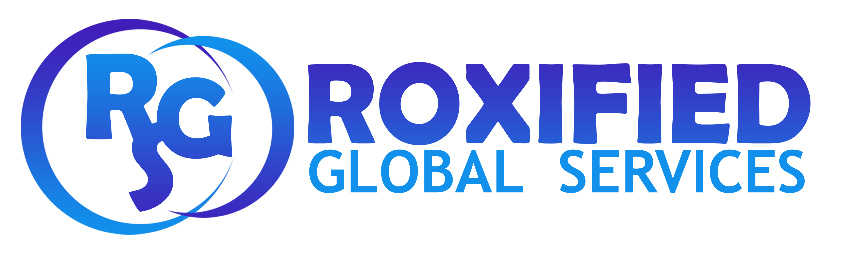 RSG
ROXIFIED
GLOBAL SERVICES